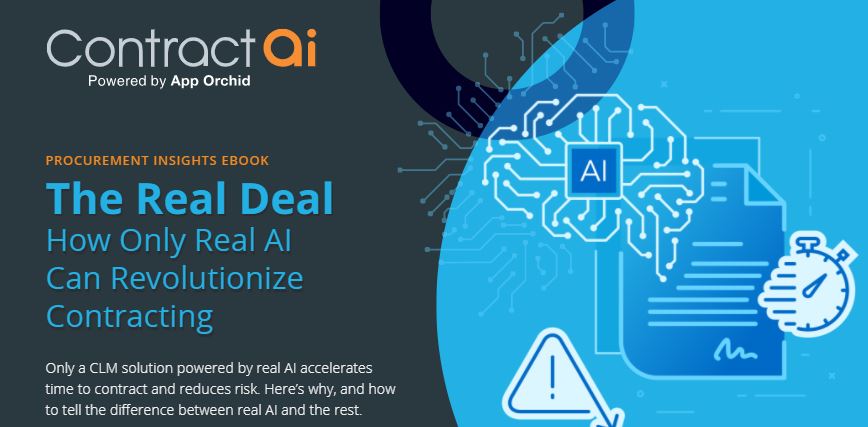 Contract ai
Powered by App Orchid
PROCUREMENT INSIGHTS EBOOK
The Real Deal
How Only Real AI
Can Revolutionize
Contracting
Only a CLM solution powered by real AI accelerates
time to contract and reduces risk. Here’s why, and how
to tell the difference between real AI and the rest.
AI